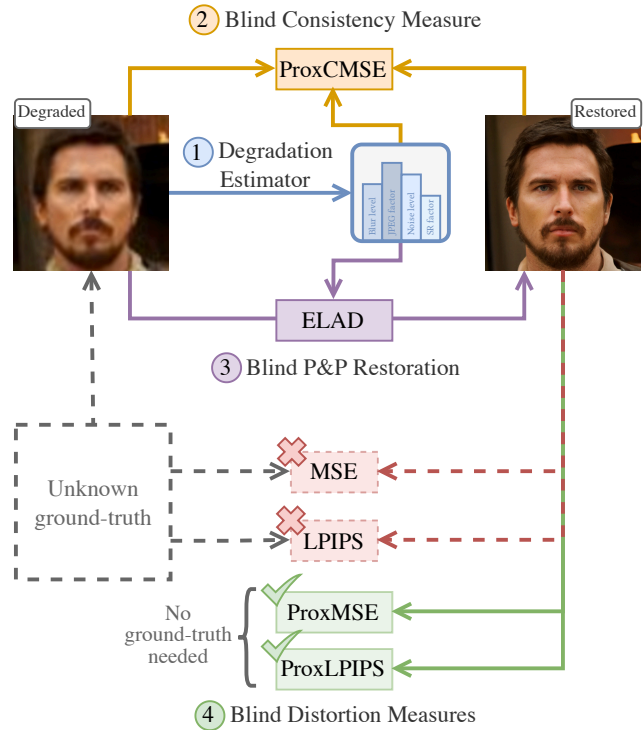 2 Blind Consistency Measure
ProxCMSE
Degraded
Restored
1 Degradation
Estimator
Blur level
JPEG factor
Noise level
SR factor
ELAD
3 Blind P&P Restoration
Unknown
ground-truth
MSE
LPIPS
No
ground-truth
needed
ProxMSE
ProxLPIPS
4 Blind Distortion Measures